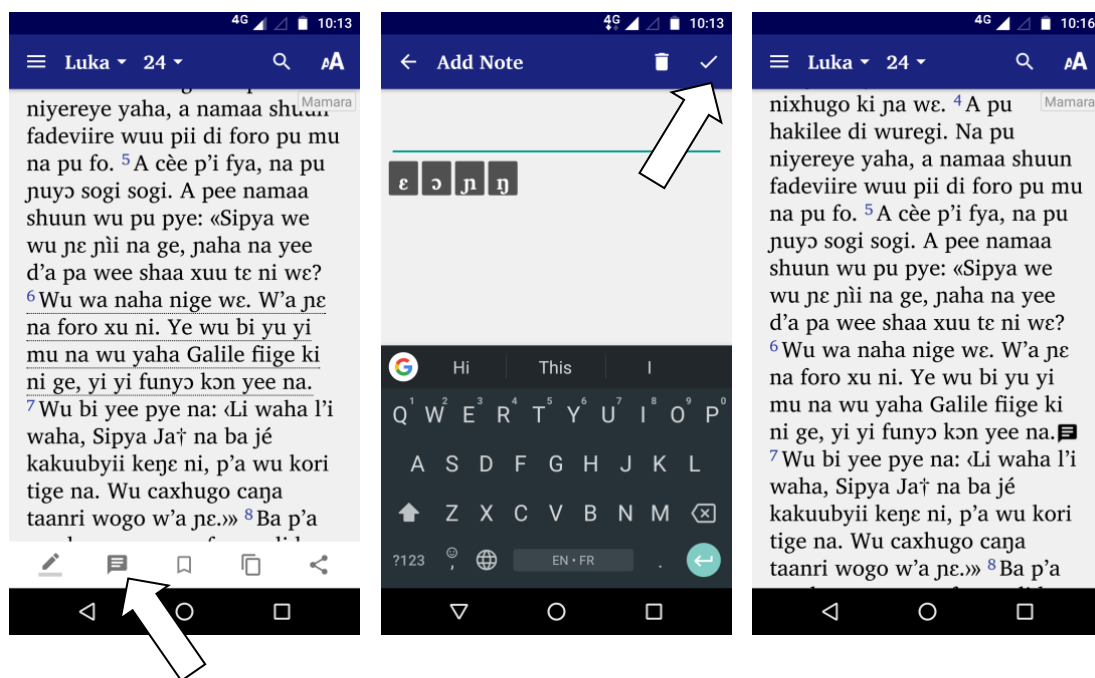 4G 10:13
Luka 24 AA
Mamara
niyereye yaha, a namaa shuun
fadeviire wuu pii di foro pu mu
na pu fo. 5 A cèe p’i fya, na pu
ɲuyɔ sogi sogi. A pee namaa
shuun wu pu pye: «Sipya we
wu ɲɛ ɲìi na ge, ɲaha na yee
d’a pa wee shaa xuu tɛ ni wɛ?
6 Wu wa naha nige wɛ. W’a ɲɛ
na foro xu ni. Ye wu bi yu yi
mu na wu yaha Galile fiige ki
ni ge, yi yi funyɔ kɔn yee na.
7 Wu bi yee pye na: ‹Li waha l’i
waha, Sipya Ja† na ba jé
kakuubyii keŋɛ ni, p’a wu kori
tige na. Wu caxhugo caŋa
taanri wogo w’a ɲɛ.›» 8 Ba p’a
4G 10:13
Add Note
ɛ ɔ ɲ ŋ
G Hi This I
Q1 W2 E3 R4 T5 Y6 U7 I8 O9 P0
A S D F G H J K L
Z X C V B N M
?123 , EN • FR .
4G 10:16
Luka 24 AA
Mamara
nixhugo ki ɲa wɛ. 4 A pu
hakilee di wuregi. Na pu
niyereye yaha, a namaa shuun
fadeviire wuu pii di foro pu mu
na pu fo. 5 A cèe p’i fya, na pu
ɲuyɔ sogi sogi. A pee namaa
shuun wu pu pye: «Sipya we
wu ɲɛ ɲìi na ge, ɲaha na yee
d’a pa wee shaa xuu tɛ ni wɛ?
6 Wu wa naha nige wɛ. W’a ɲɛ
na foro xu ni. Ye wu bi yu yi
mu na wu yaha Galile fiige ki
ni ge, yi yi funyɔ kɔn yee na.
7 Wu bi yee pye na: ‹Li waha l’i
waha, Sipya Ja† na ba jé
kakuubyii keŋɛ ni, p’a wu kori
tige na. Wu caxhugo caŋa
taanri wogo w’a ɲɛ.›» 8 Ba p’a